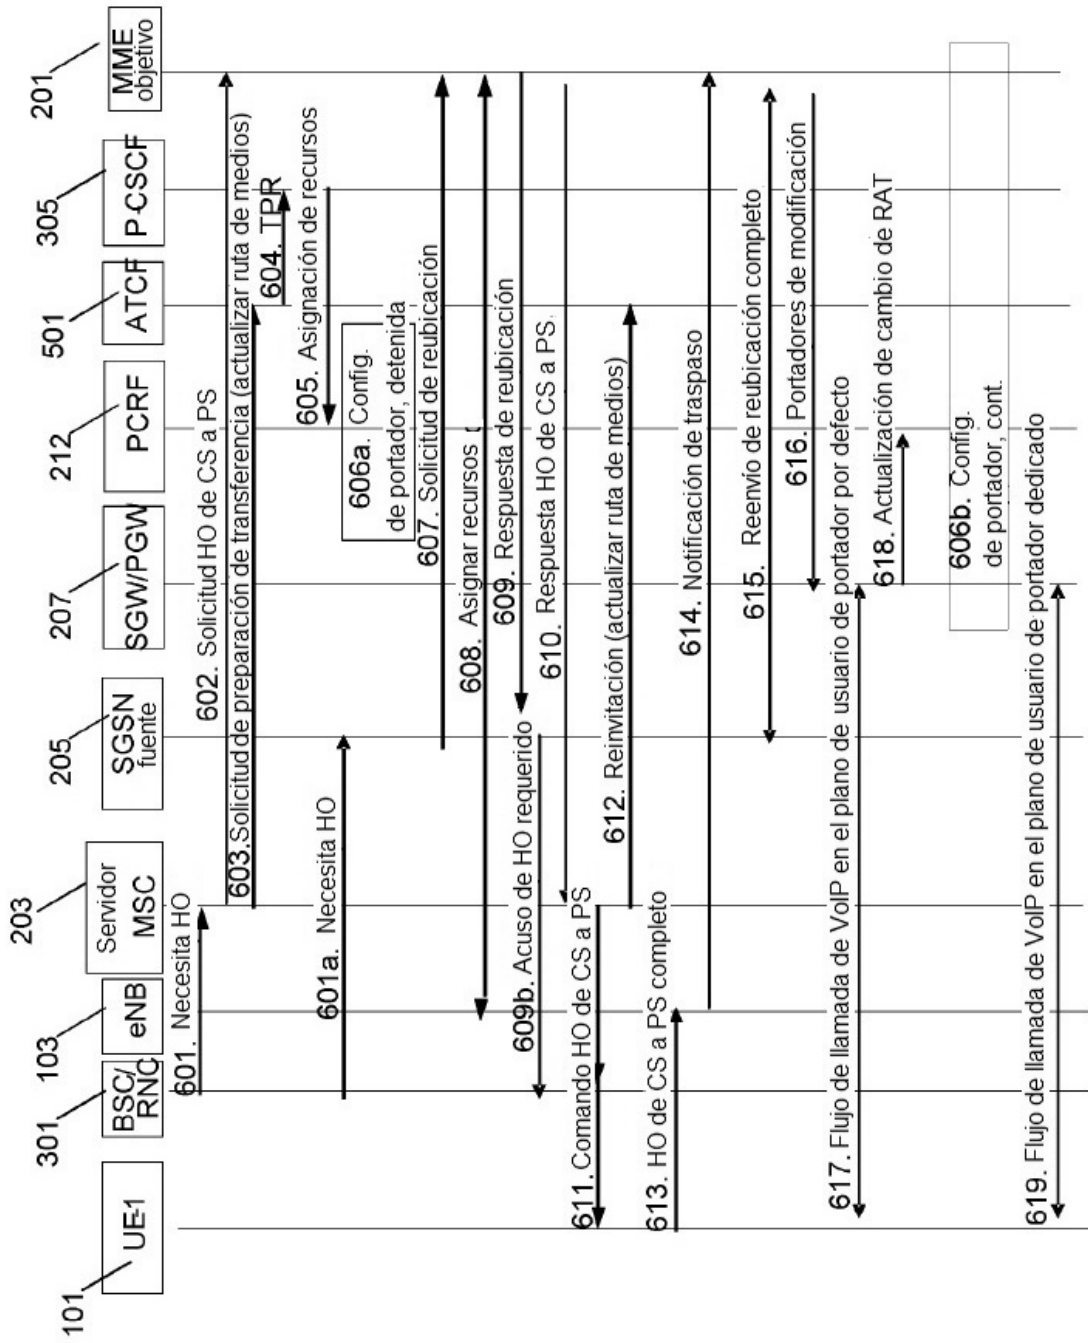 101
301
103
203
205
207
212
501
305
201
UE-1
BSC/
RNC
eNB
Servidor
MSC
SGSN
fuente
SGW/PGW
PCRF
ATCF
P-CSCF
MME
objetivo
601. Necesita HO
602. Solicitud HO de CS a PS
603. Solicitud de preparación de transferencia (actualizar ruta de medios)
604. TPR
605. Asignación de recursos
601a. Necesita HO
606a. Config.
de portador, detenida
607. Solicitud de reubicación
608. Asignar recursos
609. Respuesta de reubicación
609b. Acuso de HO requerido
610. Respuesta HO de CS a PS.
611. Comando HO de CS a PS
612. Reinvitación (actualizar ruta de medios)
613. HO de CS a PS completo
614. Notificación de traspaso
615. Reenvío de reubicación completo
616. Portadores de modificación
617. Flujo de llamada de VoIP en el plano de usuario de portador por defecto
618. Actualización de cambio de RAT
606b. Config.
de portador, cont.
619. Flujo de llamada de VoIP en el plano de usuario de portador dedicado